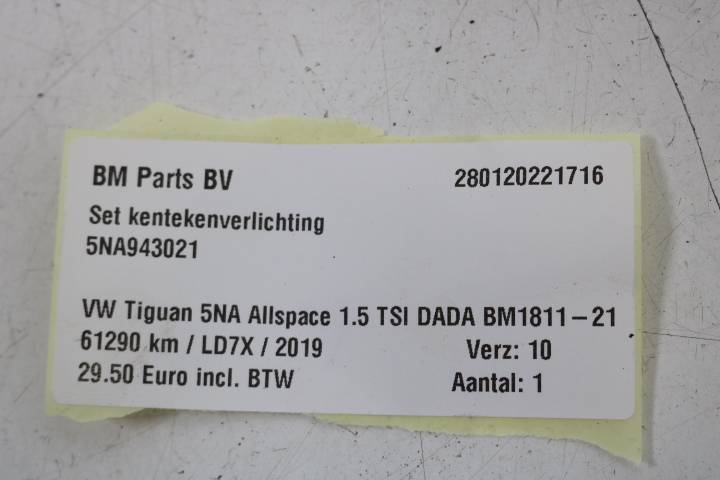 BM Parts BV 280120221716
Set kentekenverlichting
5NA943021
VW Tiguan 5NA Allspace 1.5 TSI DADA BM1811-21
61290 km / LD7X / 2019 Verz: 10
29.50 Euro incl. BTW Aantal: 1